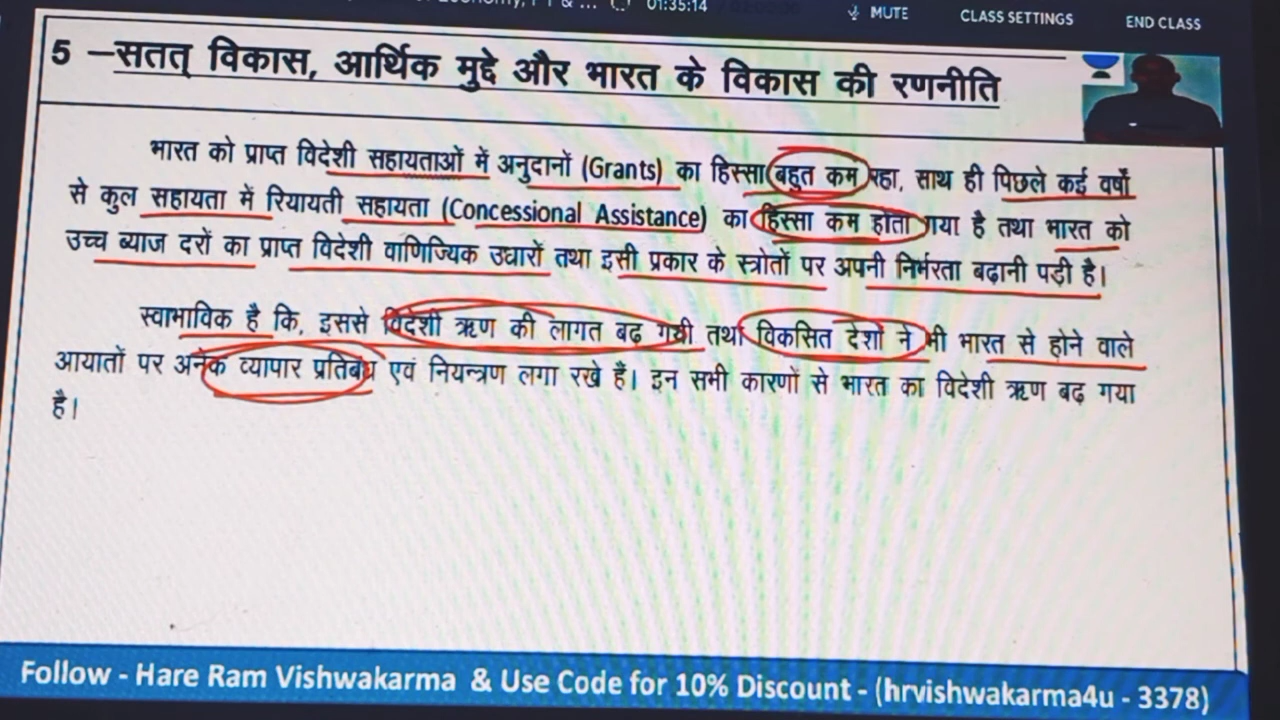 01:35:14 MUTE CLASS SETTINGS END CLASS
5 –सतत् विकास, आर्थिक मुद्दे और भारत के विकास की रणनीति
भारत को प्राप्त विदेशी सहायताओं में अनुदानों (Grants) का हिस्सा बहुत कम रहा, साथ ही पिछले कई वर्षों
से कुल सहायता में रियायती सहायता (Concessional Assistance) का हिस्सा कम होता गया है तथा भारत को
उच्च ब्याज दरों का प्राप्त विदेशी वाणिज्यिक उधारों तथा इसी प्रकार के स्त्रोतों पर अपनी निर्भरता बढ़ानी पड़ी है।
स्वाभाविक है कि, इससे विदेशी ऋण की लागत बढ़ गयी तथा विकसित देशों ने भी भारत से होने वाले
आयातों पर अनेक व्यापार प्रतिबंध एवं नियन्त्रण लगा रखे है। इन सभी कारणों से भारत का विदेशी ऋण बढ़ गया
है।
Follow - Hare Ram Vishwakarma & Use Code for 10% Discount - (hrvishwakarma4u - 3378)